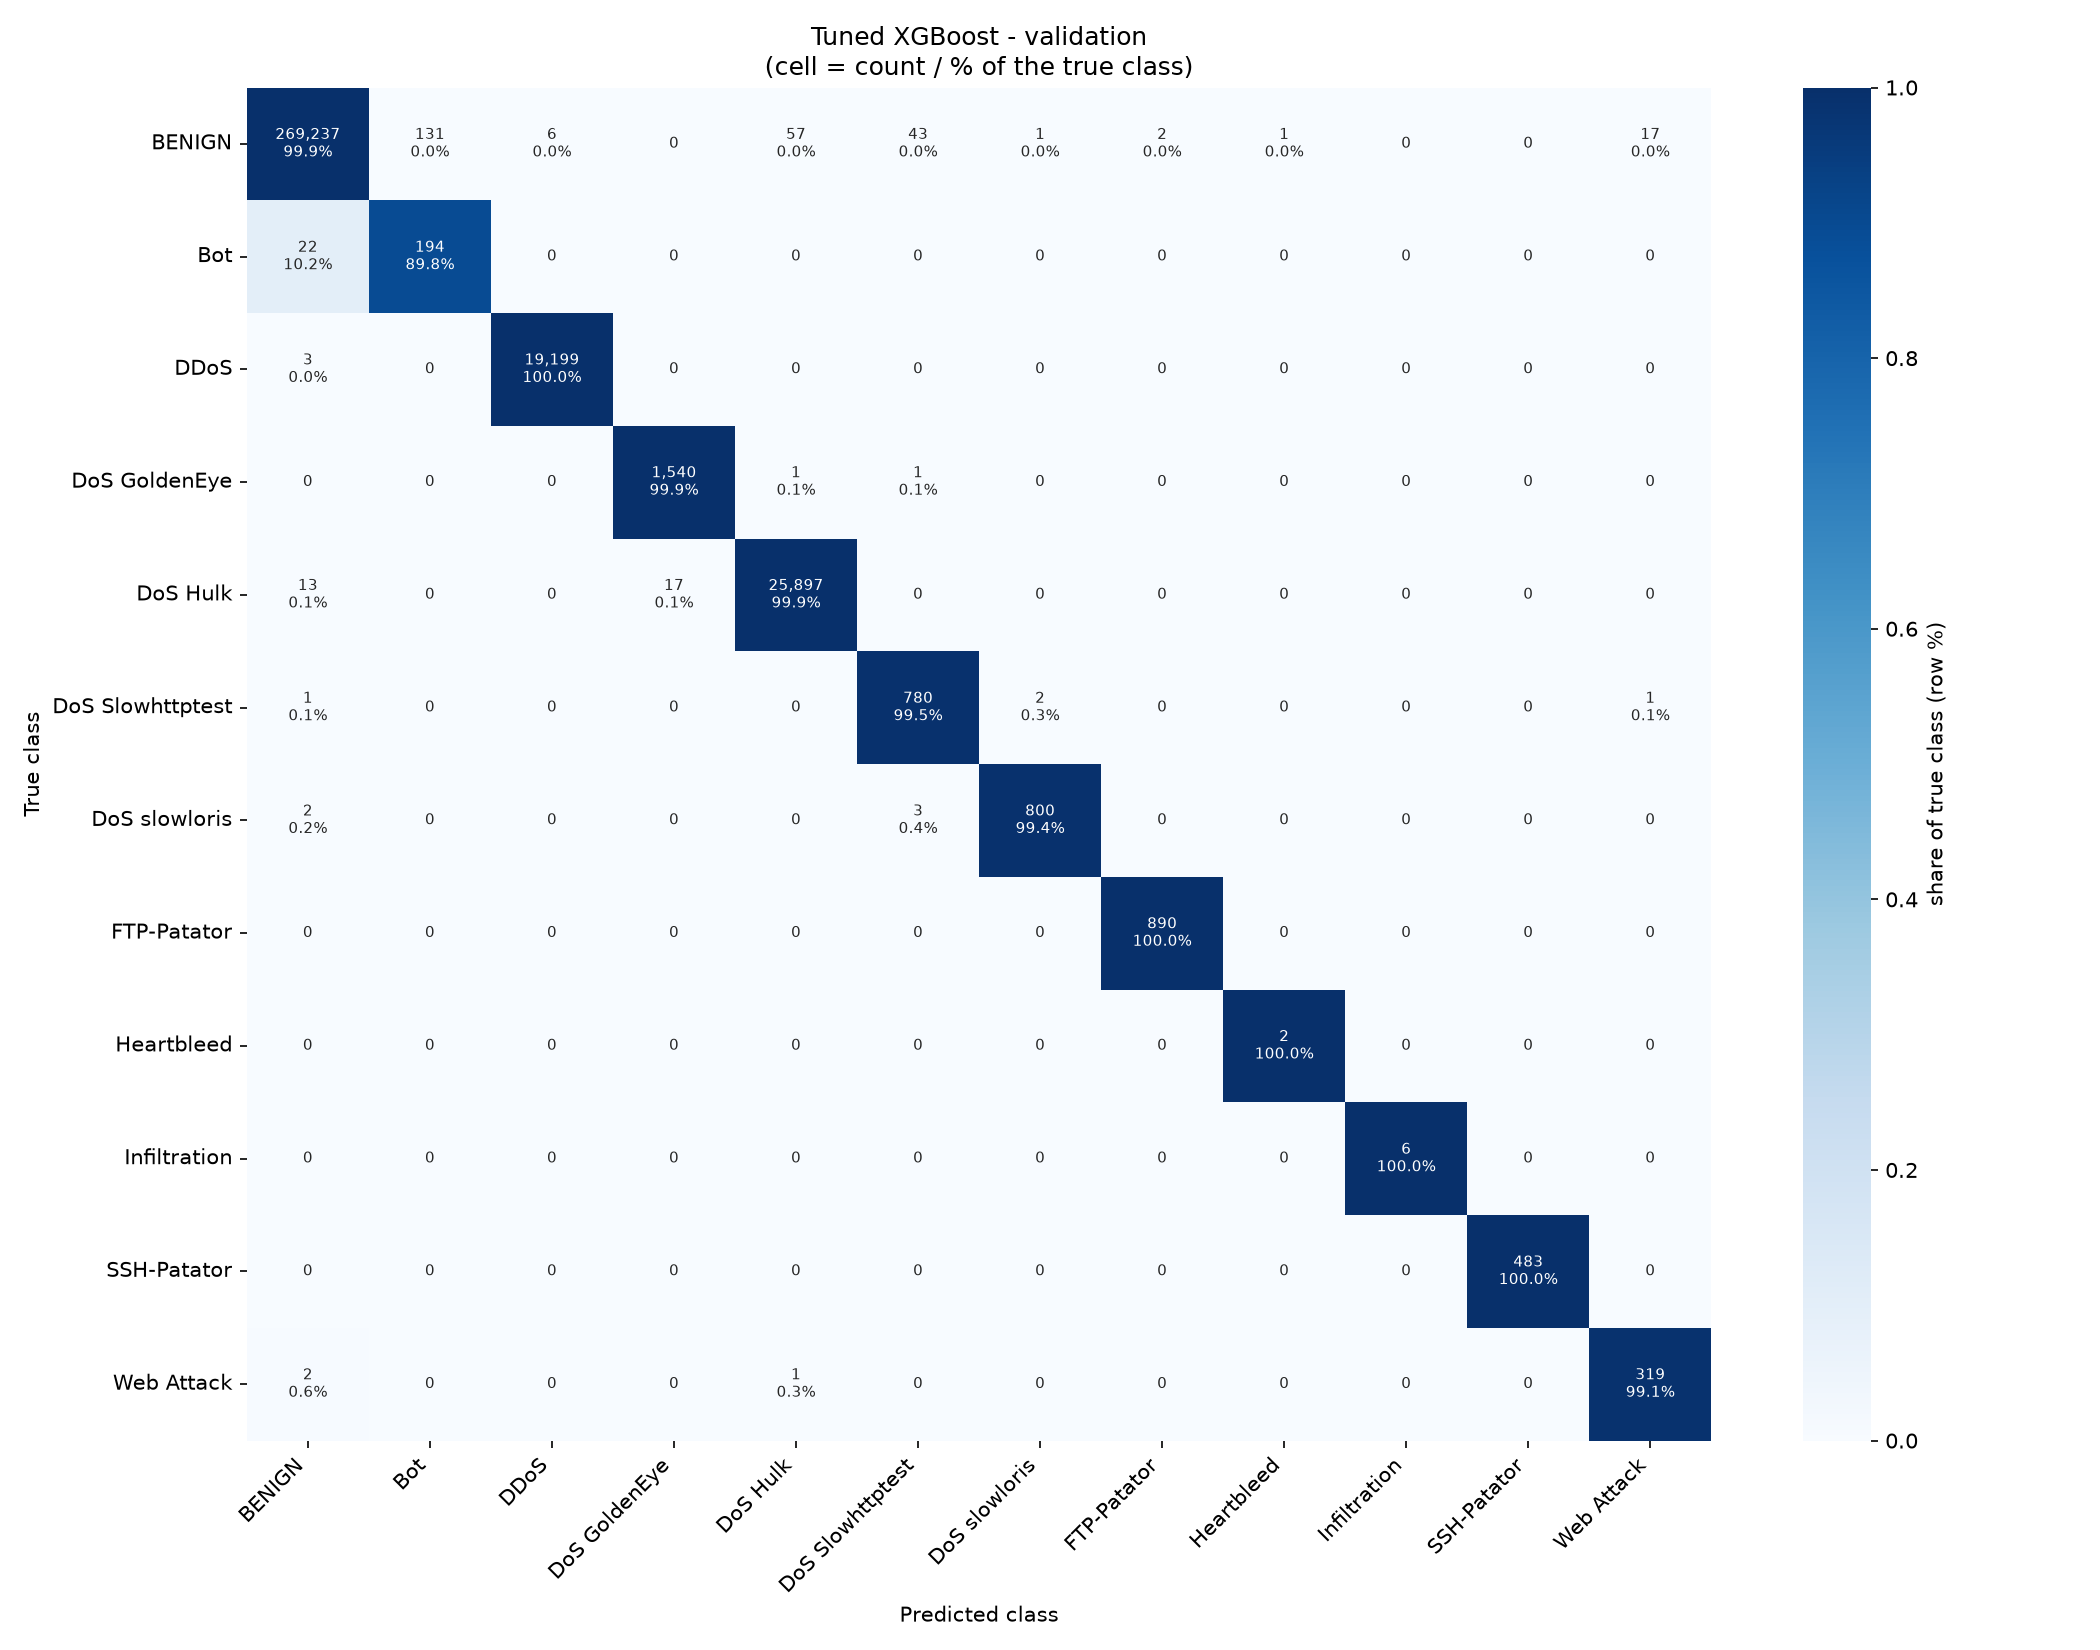 Tuned XGBoost - validation
(cell = count / % of the true class)
BENIGN 269,237 131 6 0 57 43 1 2 1 0 0 17
99.9% 0.0% 0.0% 0.0% 0.0% 0.0% 0.0% 0.0% 0.0%
Bot 22 194 0 0 0 0 0 0 0 0 0 0
10.2% 89.8%
DDoS 3 0 19,199 0 0 0 0 0 0 0 0 0
0.0% 100.0%
DoS GoldenEye 0 0 0 1,540 1 1 0 0 0 0 0 0
99.9% 0.1% 0.1%
DoS Hulk 13 0 0 17 25,897 0 0 0 0 0 0 0
0.1% 0.1% 99.9%
DoS Slowhttptest 1 0 0 0 0 780 2 0 0 0 0 1
0.1% 99.5% 0.3% 0.1%
DoS slowloris 2 0 0 0 0 3 800 0 0 0 0 0
0.2% 0.4% 99.4%
FTP-Patator 0 0 0 0 0 0 0 890 0 0 0 0
100.0%
Heartbleed 0 0 0 0 0 0 0 0 2 0 0 0
100.0%
Infiltration 0 0 0 0 0 0 0 0 0 6 0 0
100.0%
SSH-Patator 0 0 0 0 0 0 0 0 0 0 483 0
100.0%
Web Attack 2 0 0 0 1 0 0 0 0 0 0 319
0.6% 0.3% 99.1%
True class
BENIGN
Bot
DDoS
DoS GoldenEye
DoS Hulk
DoS Slowhttptest
DoS slowloris
FTP-Patator
Heartbleed
Infiltration
SSH-Patator
Web Attack
Predicted class
1.0
0.8
0.6
0.4
0.2
0.0
share of true class (row %)